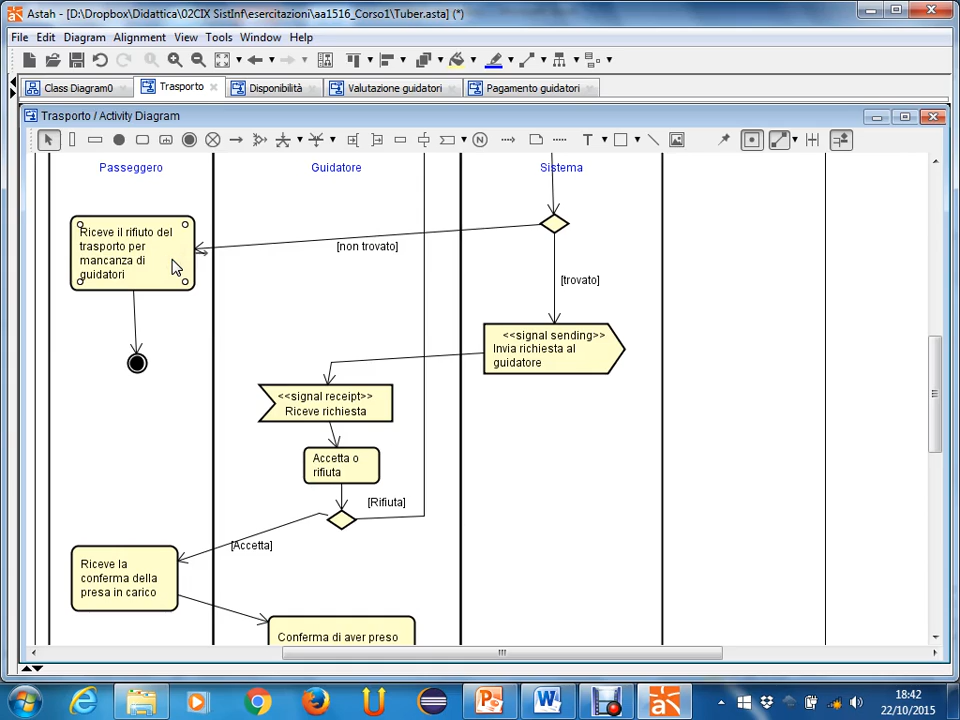 Astah - [D:\Dropbox\Didattica\02CIX SistInf\esercitazioni\aa1516_Corso1\Tuber.asta] (*)
File Edit Diagram Alignment View Tools Window Help
Class Diagram0 Trasporto Disponibilità Valutazione guidatori Pagamento guidatori
Trasporto / Activity Diagram
Passeggero Guidatore Sistema
Riceve il rifiuto del
trasporto per
mancanza di
guidatori
[non trovato]
[trovato]
<<signal sending>>
Invia richiesta al
guidatore
<<signal receipt>>
Riceve richiesta
Accetta o
rifiuta
[Rifiuta]
[Accetta]
Riceve la
conferma della
presa in carico
Conferma di aver preso
18:42
22/10/2015